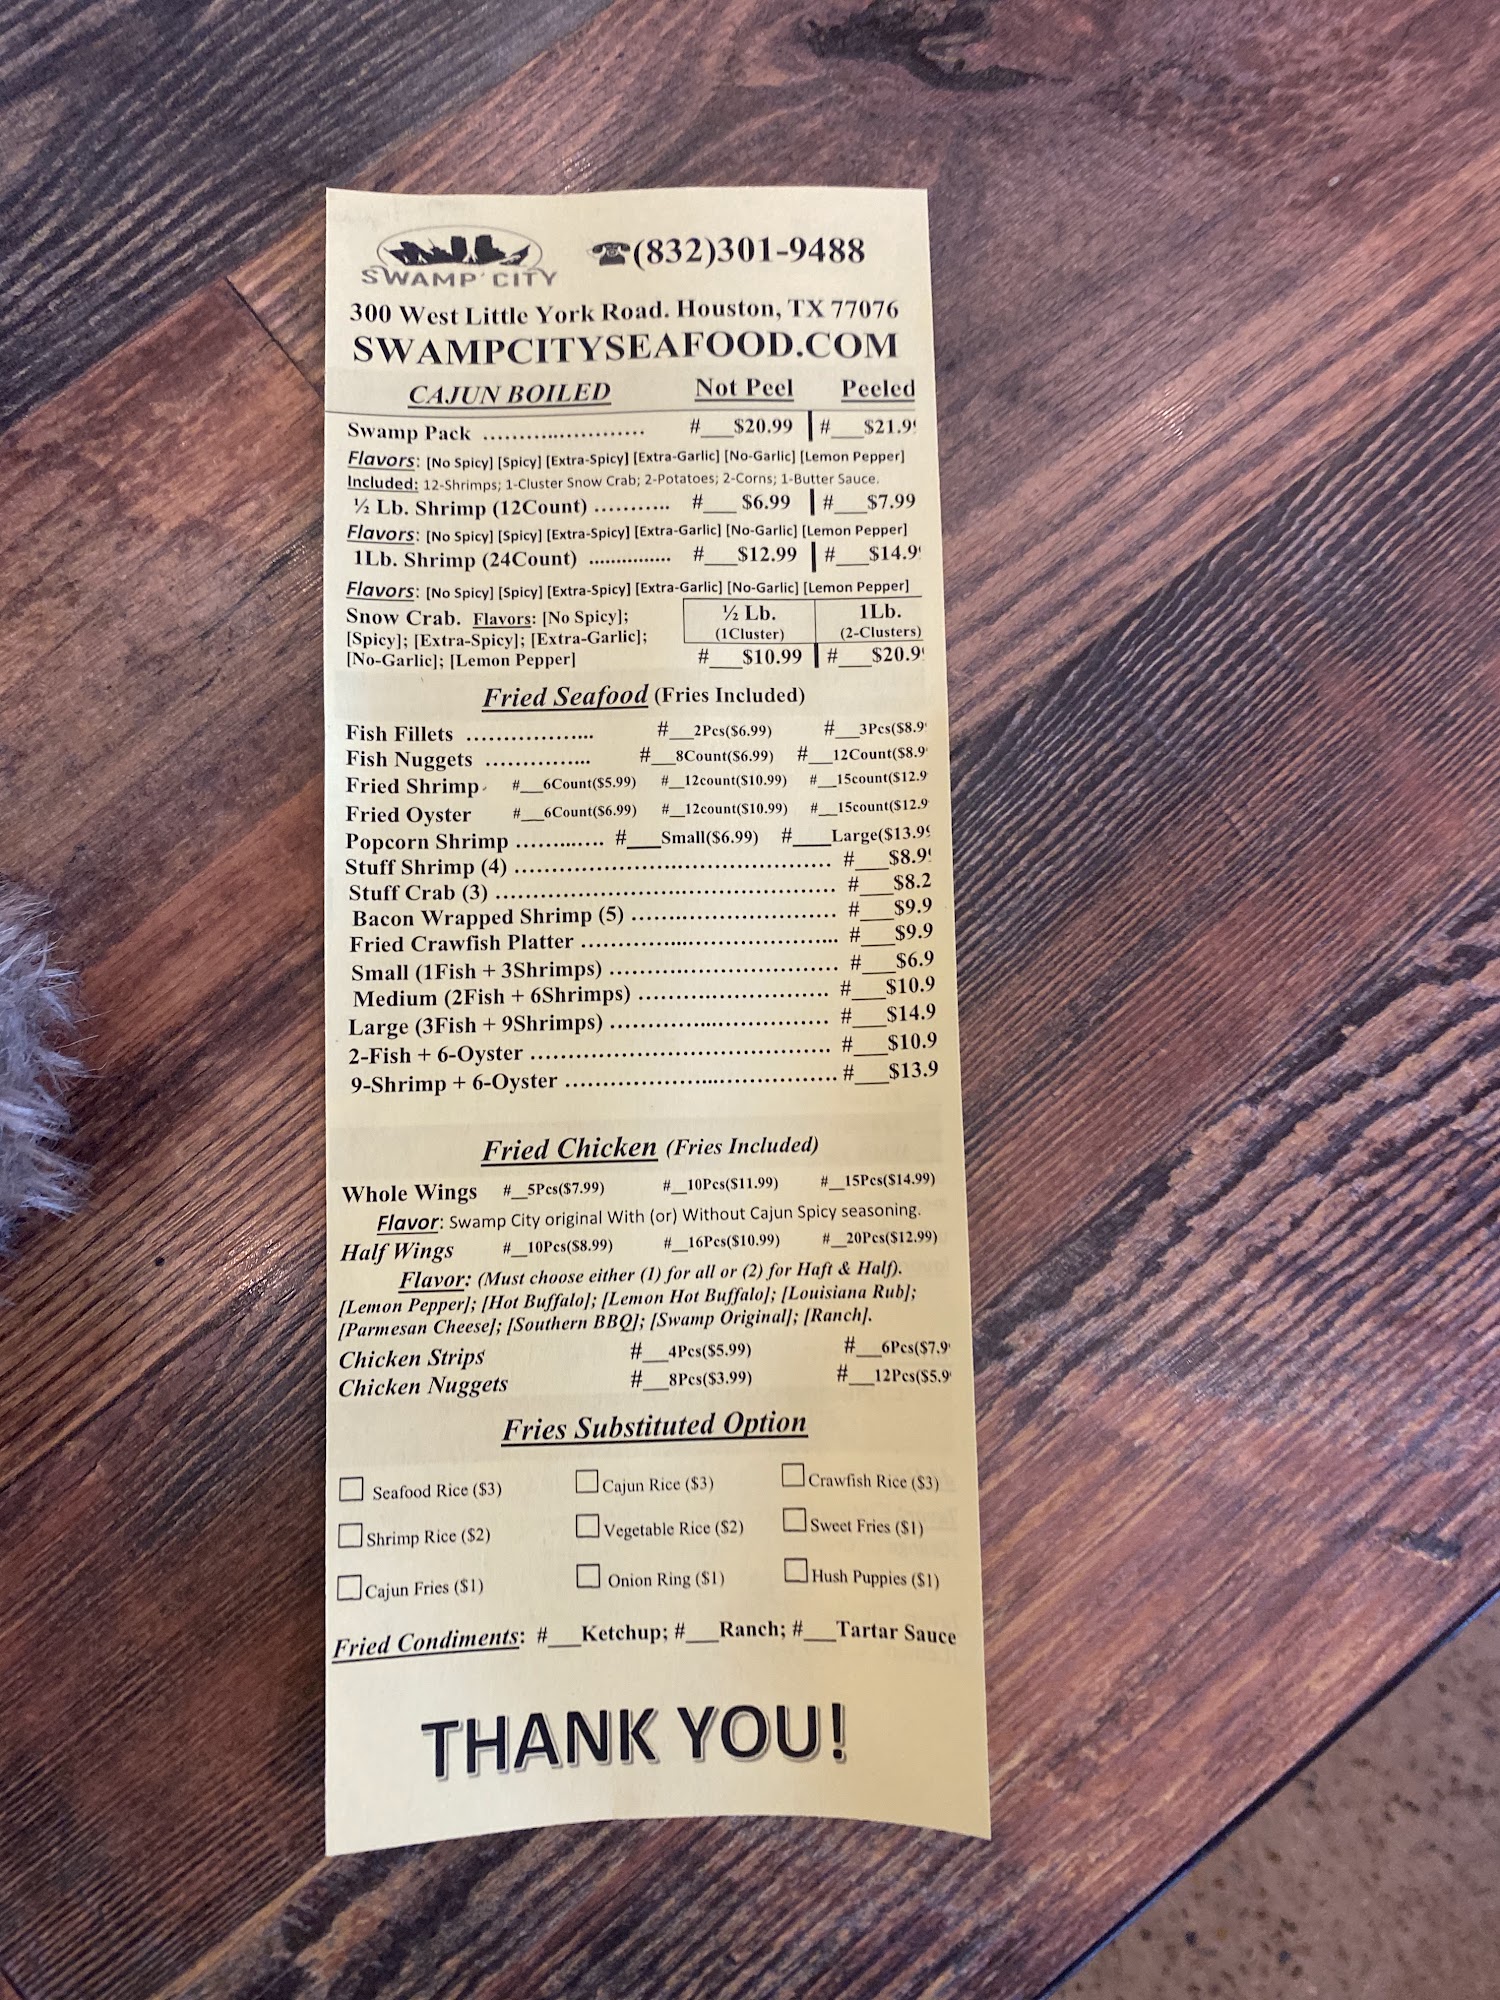 SWAMP CITY
☎(832)301-9488
300 West Little York Road. Houston, TX 77076
SWAMPCITYSEAFOOD.COM
CAJUN BOILED Not Peel Peeled
Swamp Pack ........................ #___$20.99 | #___$21.9
Flavors: [No Spicy] [Spicy] [Extra-Spicy] [Extra-Garlic] [No-Garlic] [Lemon Pepper]
Included: 12-Shrimps; 1-Cluster Snow Crab; 2-Potatoes; 2-Corns; 1-Butter Sauce.
½ Lb. Shrimp (12Count) ........... #___ $6.99 | #___$7.99
Flavors: [No Spicy] [Spicy] [Extra-Spicy] [Extra-Garlic] [No-Garlic] [Lemon Pepper]
1Lb. Shrimp (24Count) ............... #___$12.99 | #___$14.9
Flavors: [No Spicy] [Spicy] [Extra-Spicy] [Extra-Garlic] [No-Garlic] [Lemon Pepper]
Snow Crab. Flavors: [No Spicy]; ½ Lb. 1Lb.
[Spicy]; [Extra-Spicy]; [Extra-Garlic]; (1Cluster) (2-Clusters)
[No-Garlic]; [Lemon Pepper] #___$10.99 | #___$20.9
Fried Seafood (Fries Included)
Fish Fillets .................. #___2Pcs($6.99) #___3Pcs($8.9
Fish Nuggets .............. #___8Count($6.99) #___12Count($8.9
Fried Shrimp #___6Count($5.99) #__12count($10.99) #__15count($12.9
Fried Oyster #___6Count($6.99) #__12count($10.99) #__15count($12.9
Popcorn Shrimp ............ #___Small($6.99) #___Large($13.9
Stuff Shrimp (4) .......................................... #___$8.9
Stuff Crab (3) ............................................. #___$8.2
Bacon Wrapped Shrimp (5) ........................... #___$9.9
Fried Crawfish Platter .................................. #___$9.9
Small (1Fish + 3Shrimps) .............................. #___$6.9
Medium (2Fish + 6Shrimps) ......................... #___$10.9
Large (3Fish + 9Shrimps) ............................. #___$14.9
2-Fish + 6-Oyster ........................................ #___$10.9
9-Shrimp + 6-Oyster .................................... #___$13.9
Fried Chicken (Fries Included)
Whole Wings #__5Pcs($7.99) #__10Pcs($11.99) #__15Pcs($14.99)
Flavor: Swamp City original With (or) Without Cajun Spicy seasoning.
Half Wings #__10Pcs($8.99) #__16Pcs($10.99) #__20Pcs($12.99)
Flavor: (Must choose either (1) for all or (2) for Haft & Half).
[Lemon Pepper]; [Hot Buffalo]; [Lemon Hot Buffalo]; [Louisiana Rub];
[Parmesan Cheese]; [Southern BBQ]; [Swamp Original]; [Ranch].
Chicken Strips #___4Pcs($5.99) #___6Pcs($7.9
Chicken Nuggets #___8Pcs($3.99) #___12Pcs($5.9
Fries Substituted Option
☐ Seafood Rice ($3) ☐ Cajun Rice ($3) ☐ Crawfish Rice ($3)
☐ Shrimp Rice ($2) ☐ Vegetable Rice ($2) ☐ Sweet Fries ($1)
☐ Cajun Fries ($1) ☐ Onion Ring ($1) ☐ Hush Puppies ($1)
Fried Condiments: #___Ketchup; #___Ranch; #___Tartar Sauce
THANK YOU!